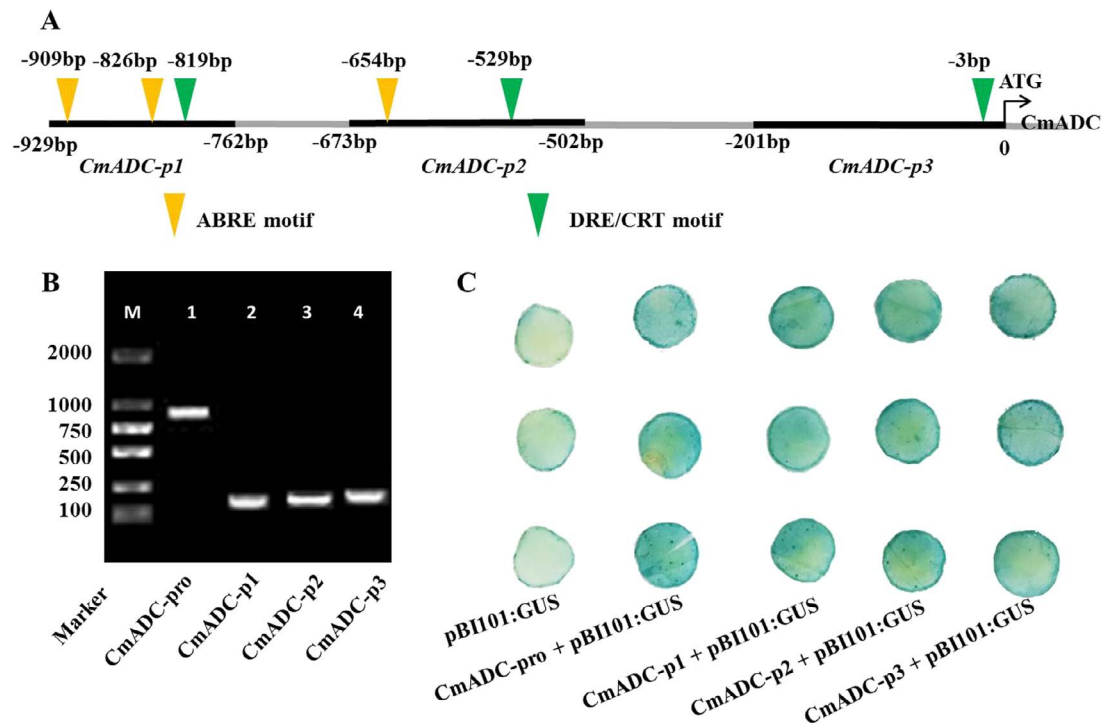 A
-909bp -826bp -819bp -654bp -529bp -3bp
ATG
CmADC
-929bp -762bp -673bp -502bp -201bp 0
CmADC-p1 CmADC-p2 CmADC-p3
ABRE motif DRE/CRT motif
B
M 1 2 3 4
2000
1000
750
500
250
100
Marker
CmADC-pro
CmADC-p1
CmADC-p2
CmADC-p3
C
pBI101:GUS
CmADC-pro + pBI101:GUS
CmADC-p1 + pBI101:GUS
CmADC-p2 + pBI101:GUS
CmADC-p3 + pBI101:GUS